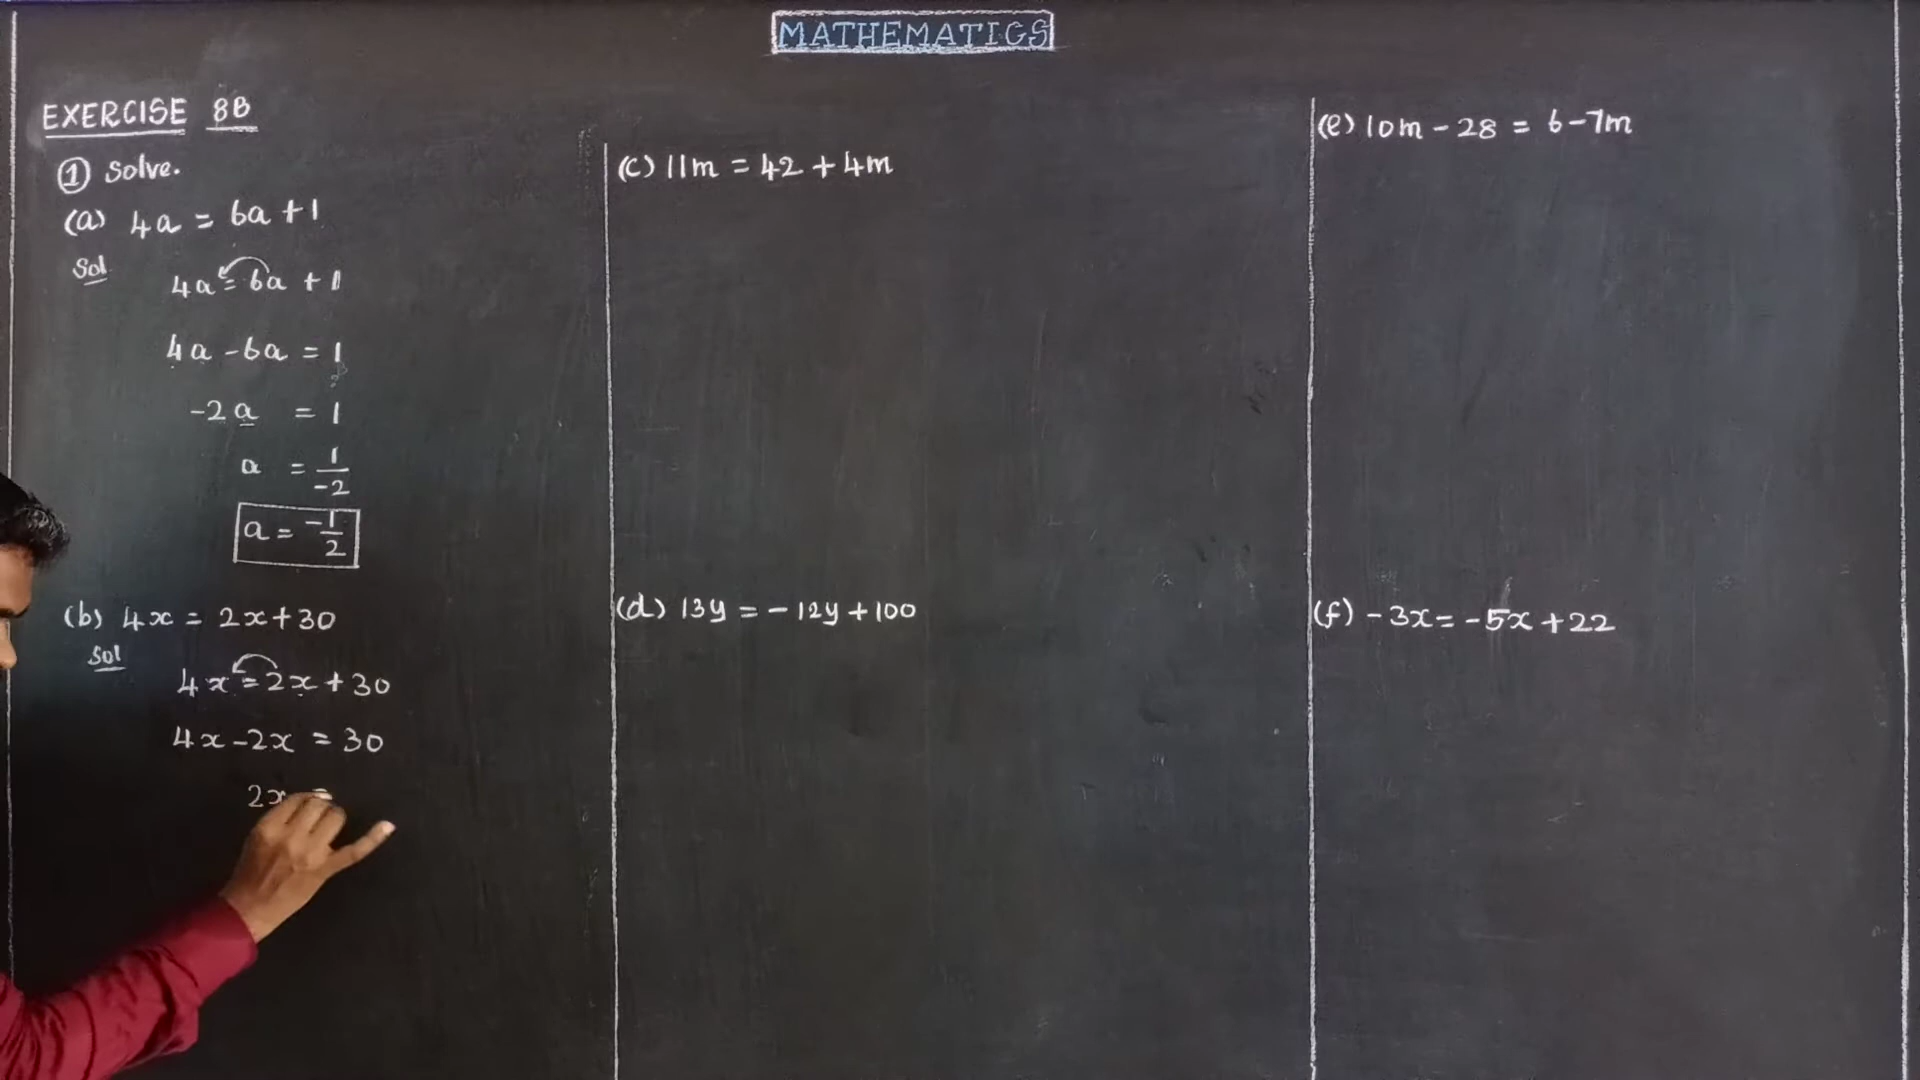 MATHEMATICS
EXERCISE 8B
① Solve.
(a) 4a = 6a + 1
Sol
4a = 6a + 1
4a - 6a = 1
-2a = 1
a = 1/-2
a = -1/2
(b) 4x = 2x + 30
Sol
4x = 2x + 30
4x - 2x = 30
2x =
(c) 11m = 42 + 4m
(d) 13y = - 12y + 100
(e) 10m - 28 = 6 - 7m
(f) - 3x = - 5x + 22